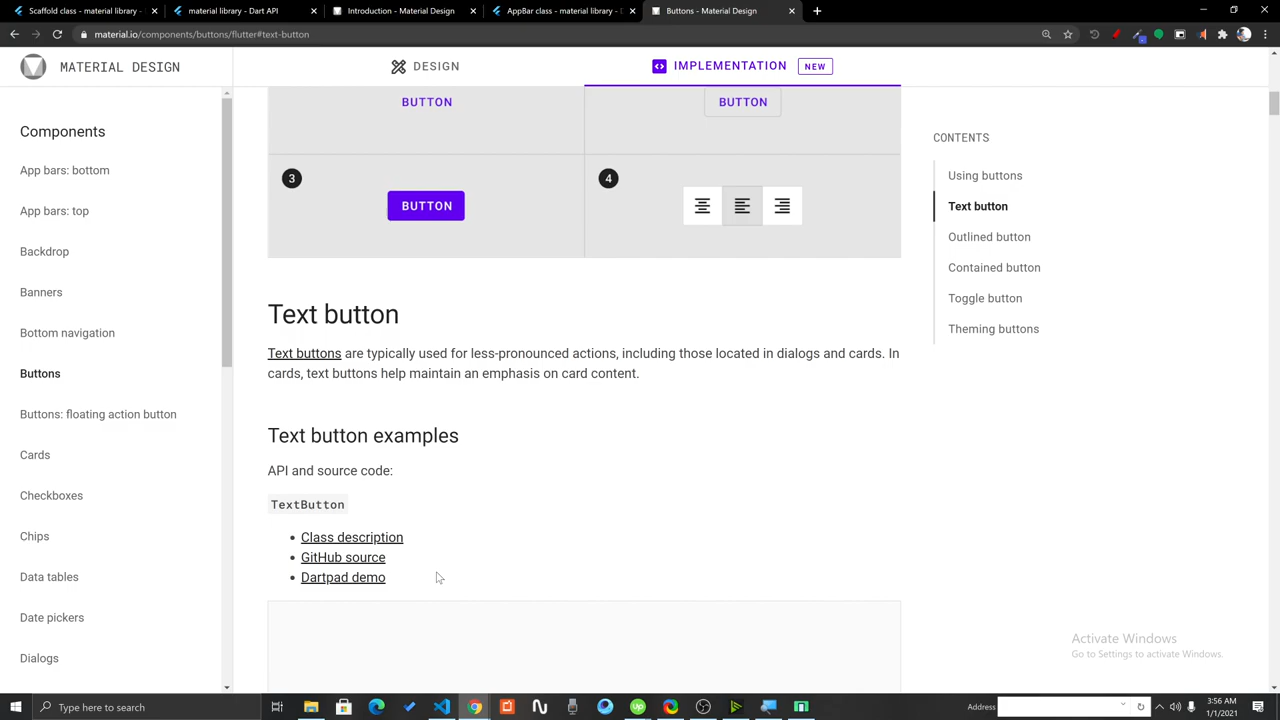 Scaffold class - material library
material library - Dart API
Introduction - Material Design
AppBar class - material library
Buttons - Material Design
material.io/components/buttons/flutter#text-button
MATERIAL DESIGN
DESIGN
IMPLEMENTATION NEW
Components
App bars: bottom
App bars: top
Backdrop
Banners
Bottom navigation
Buttons
Buttons: floating action button
Cards
Checkboxes
Chips
Data tables
Date pickers
Dialogs
BUTTON
BUTTON
3
BUTTON
4
Text button
Text buttons are typically used for less-pronounced actions, including those located in dialogs and cards. In
cards, text buttons help maintain an emphasis on card content.
Text button examples
API and source code:
TextButton
• Class description
• GitHub source
• Dartpad demo
CONTENTS
Using buttons
Text button
Outlined button
Contained button
Toggle button
Theming buttons
Activate Windows
Go to Settings to activate Windows.
Type here to search
Address
3:56 AM
1/1/2021